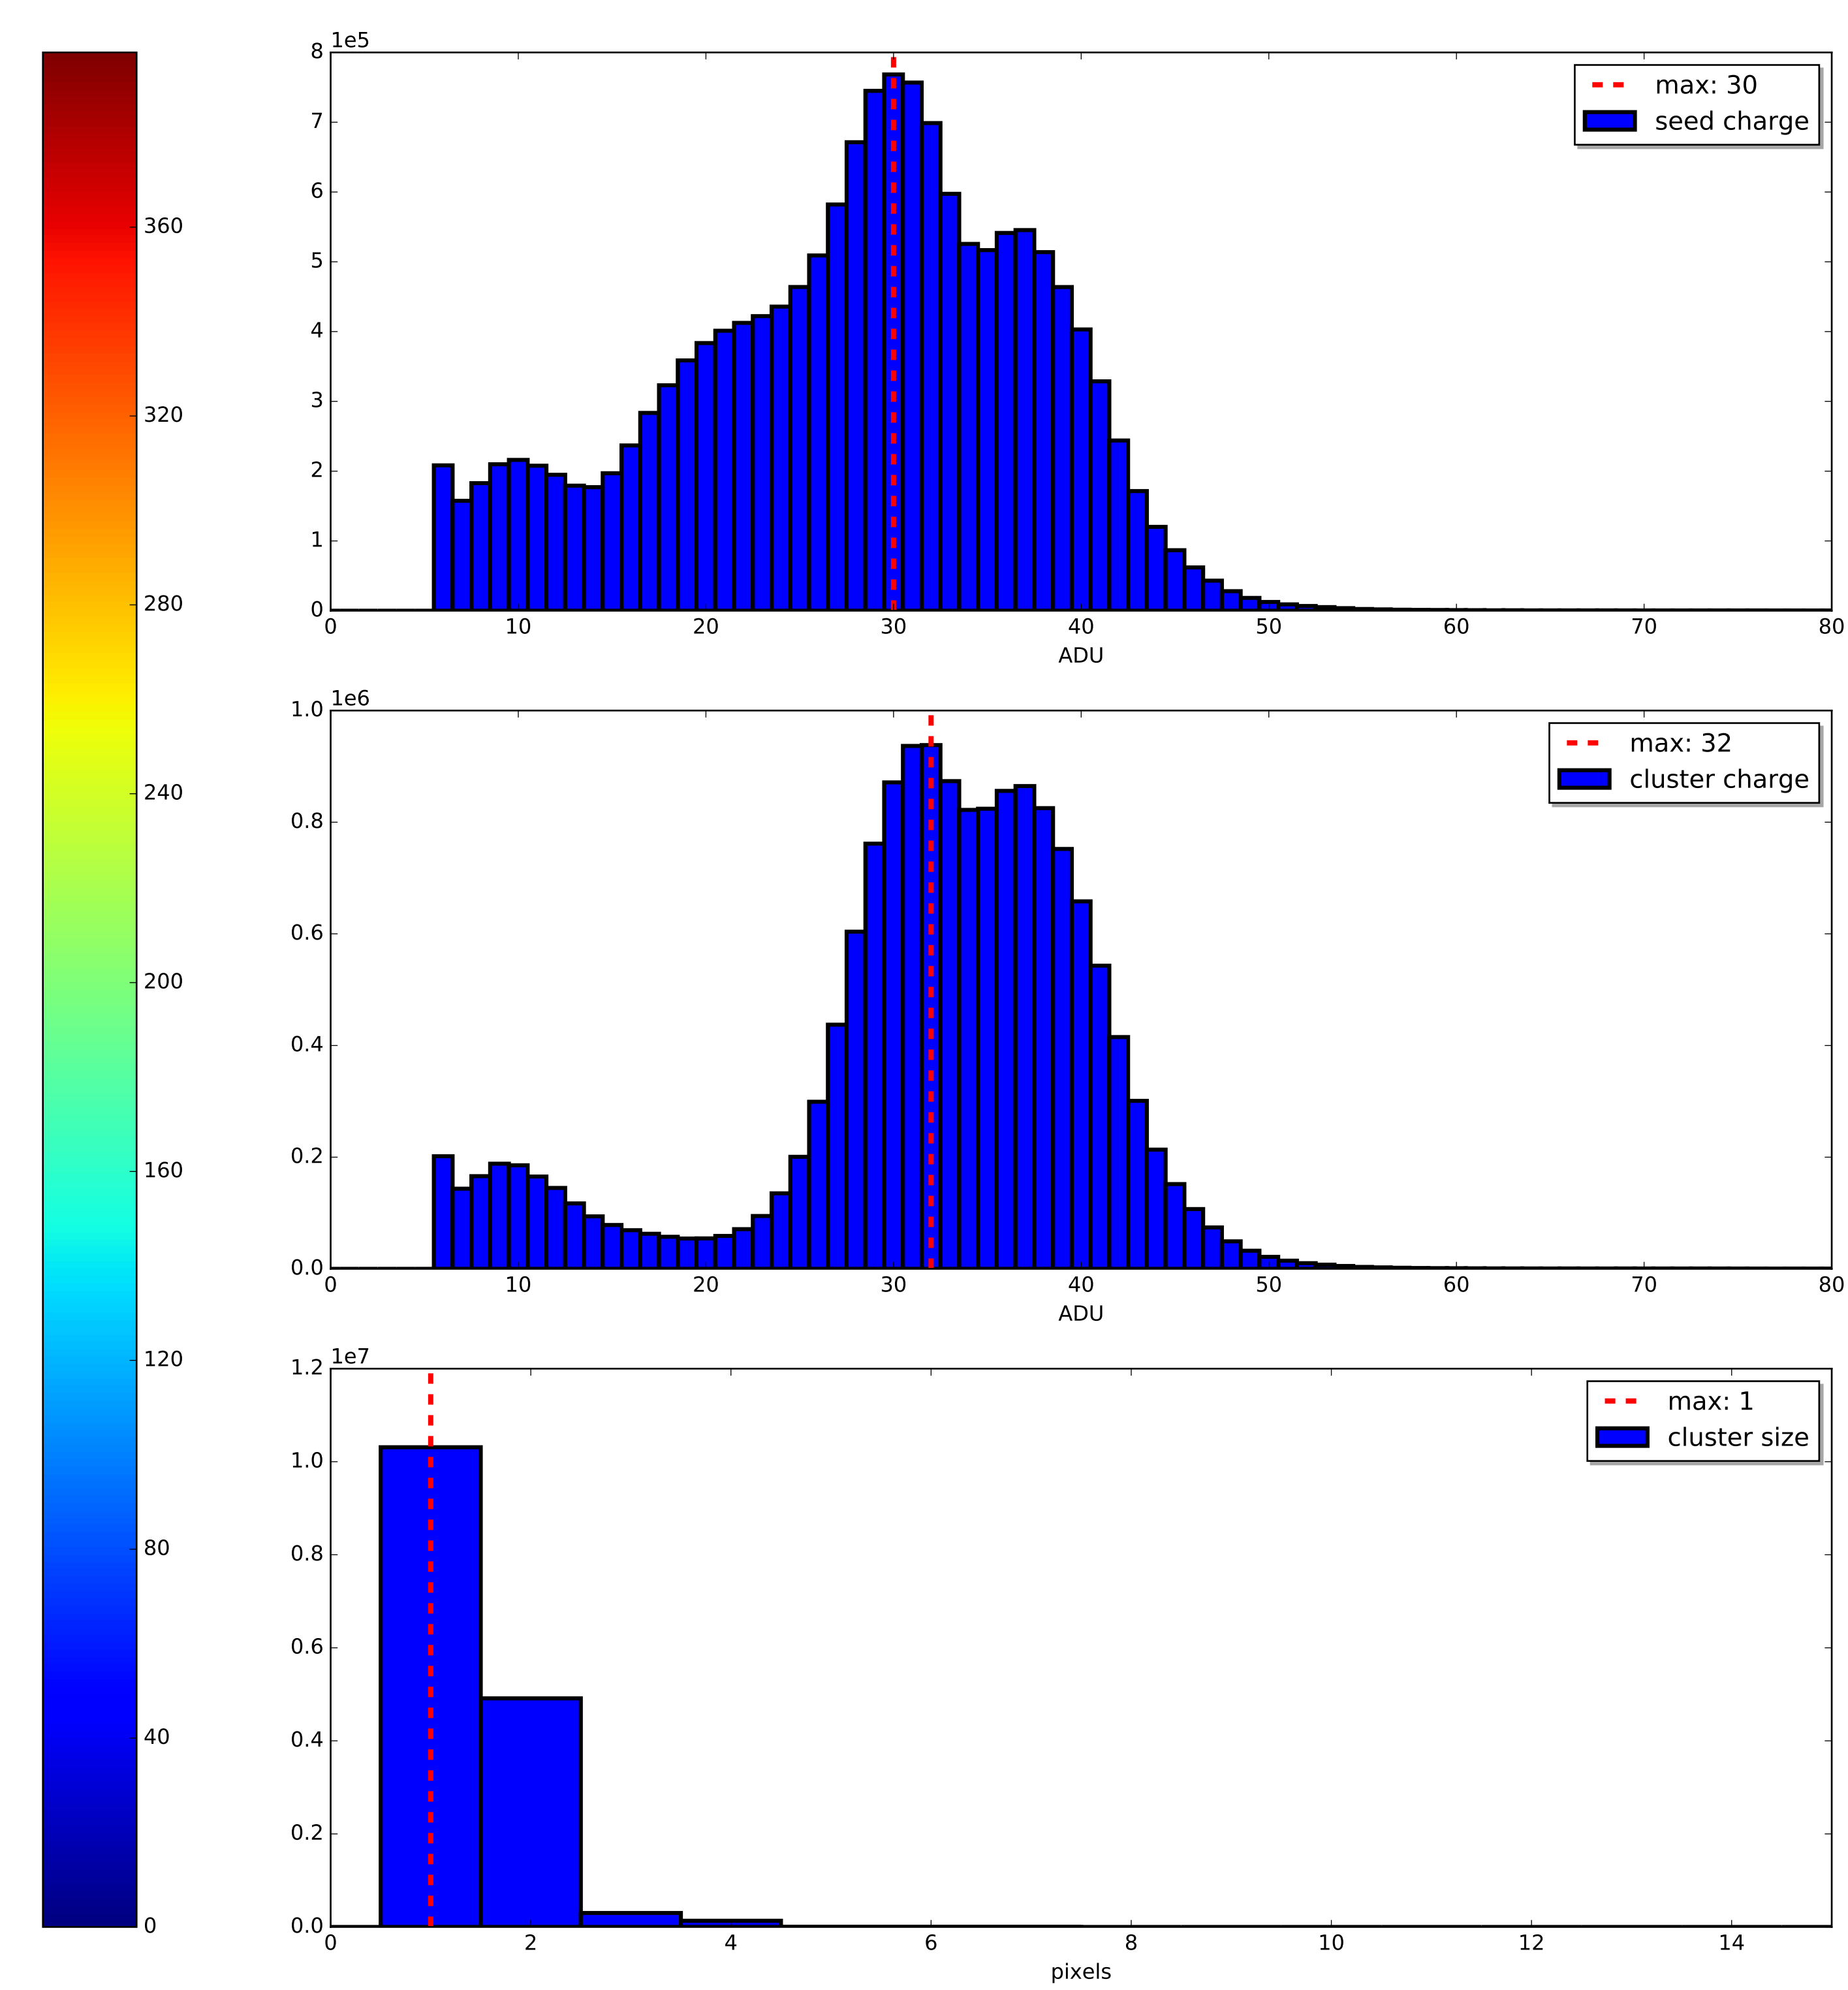 360
320
280
240
200
160
120
80
40
0
1e5
8
7
6
5
4
3
2
1
0
0 10 20 30 40 50 60 70 80
ADU
max: 30
seed charge
1e6
1.0
0.8
0.6
0.4
0.2
0.0
0 10 20 30 40 50 60 70 80
ADU
max: 32
cluster charge
1e7
1.2
1.0
0.8
0.6
0.4
0.2
0.0
0 2 4 6 8 10 12 14
pixels
max: 1
cluster size